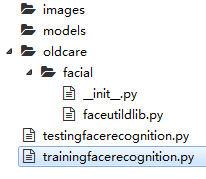 images
models
oldcare
facial
__init__.py
faceutildlib.py
testingfacerecognition.py
trainingfacerecognition.py